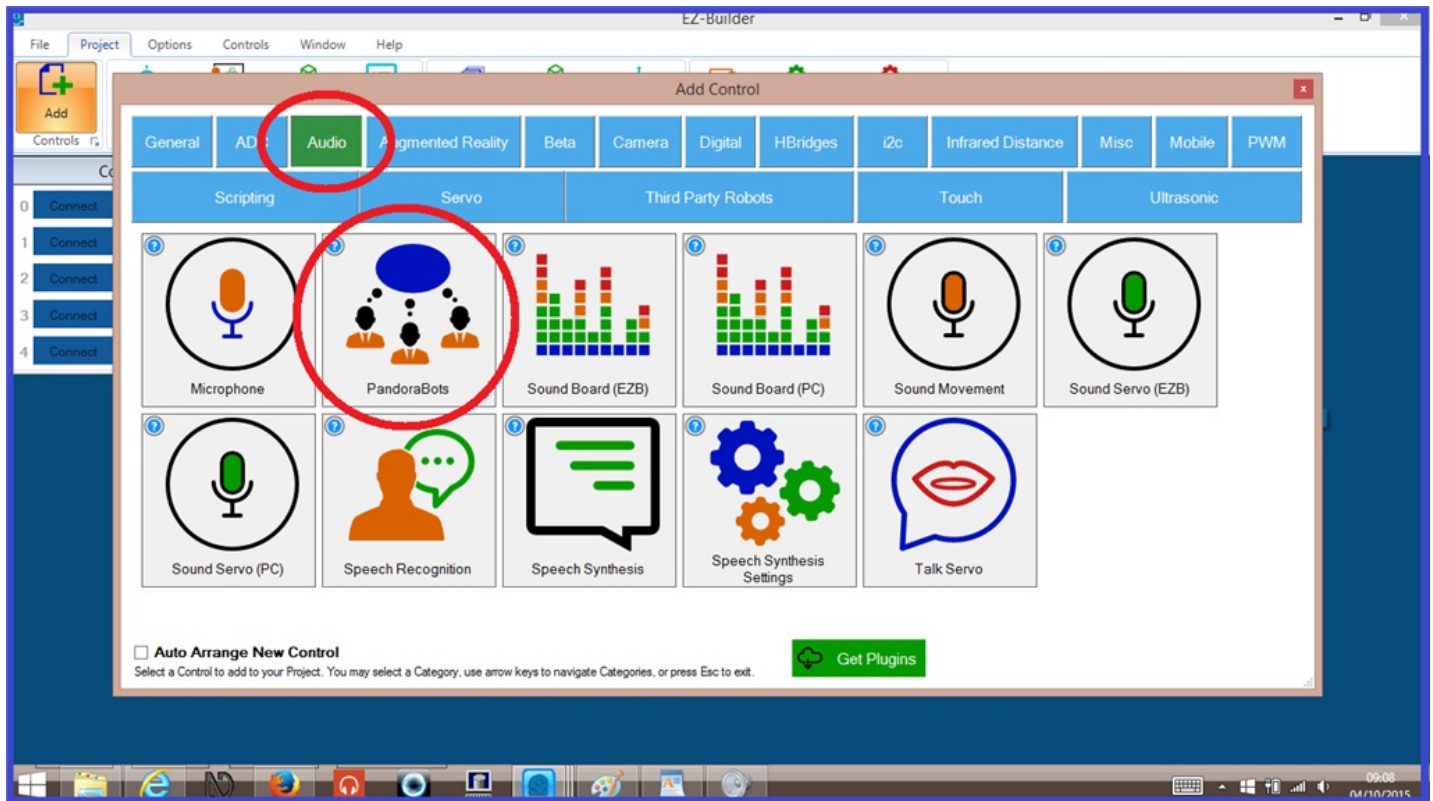 EZ-Builder
File Project Options Controls Window Help
Add
Controls
Add Control
General Audio Augmented Reality Beta Camera Digital HBridges i2c Infrared Distance Misc Mobile PWM
Scripting Servo Third Party Robots Touch Ultrasonic
0 Connect
1 Connect
2 Connect
3 Connect
4 Connect
Microphone PandoraBots Sound Board (EZB) Sound Board (PC) Sound Movement Sound Servo (EZB)
Sound Servo (PC) Speech Recognition Speech Synthesis Speech Synthesis Settings Talk Servo
Auto Arrange New Control
Select a Control to add to your Project. You may select a Category, use arrow keys to navigate Categories, or press Esc to exit.
Get Plugins
09:08
04/10/2015